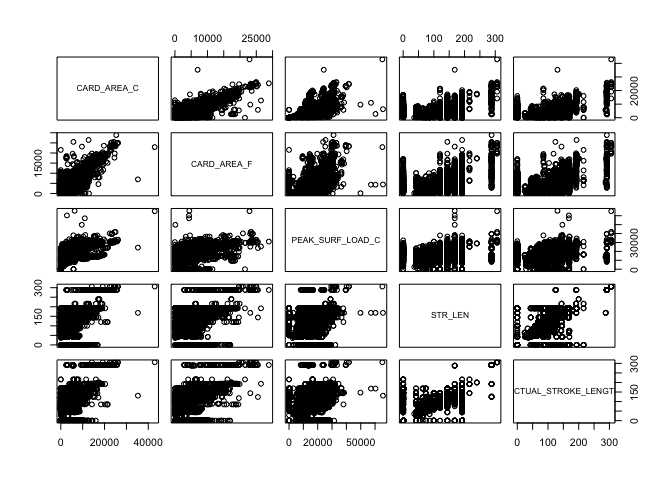 0 10000 25000 0 100 200 300
CARD_AREA_C
0 20000
0 15000
CARD_AREA_F
PEAK_SURF_LOAD_C
0 30000
0 150 300
STR_LEN
CTUAL_STROKE_LENGT
0 150 300
0 20000 40000 0 20000 50000 0 100 200 300